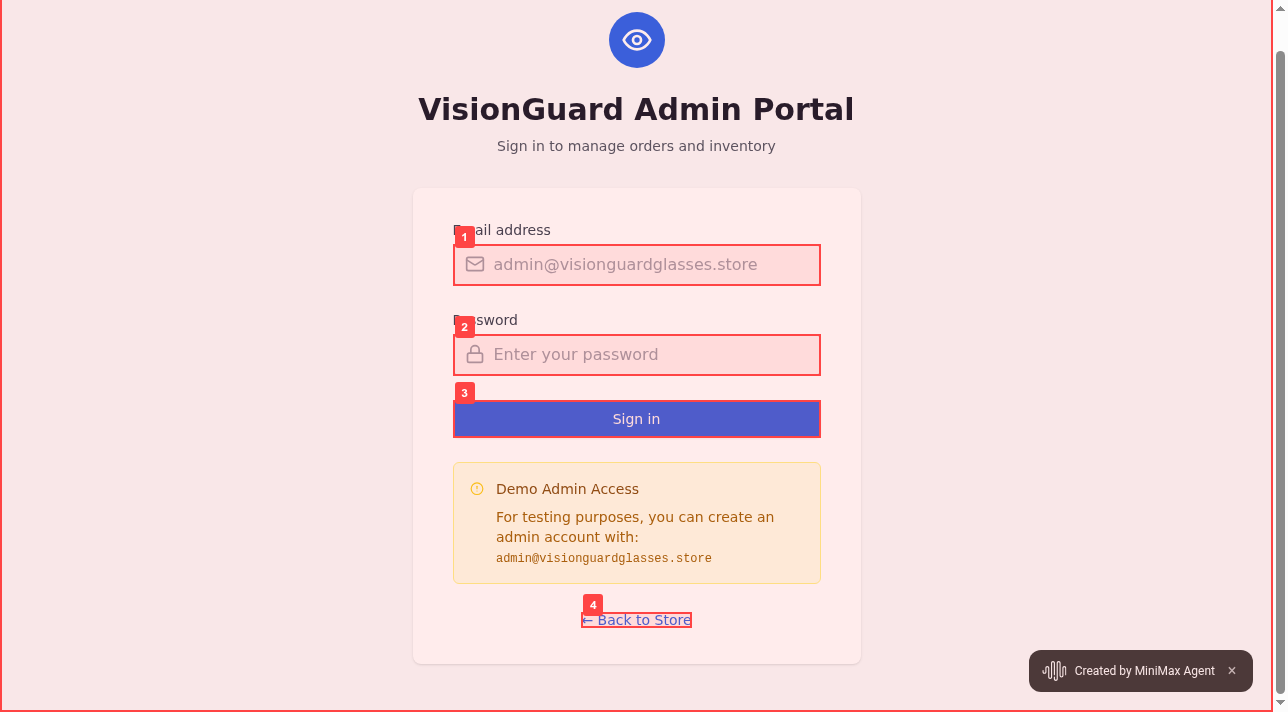 VisionGuard Admin Portal
Sign in to manage orders and inventory
Email address
1
admin@visionguardglasses.store
Password
2
Enter your password
3
Sign in
Demo Admin Access
For testing purposes, you can create an
admin account with:
admin@visionguardglasses.store
4
← Back to Store
Created by MiniMax Agent ×